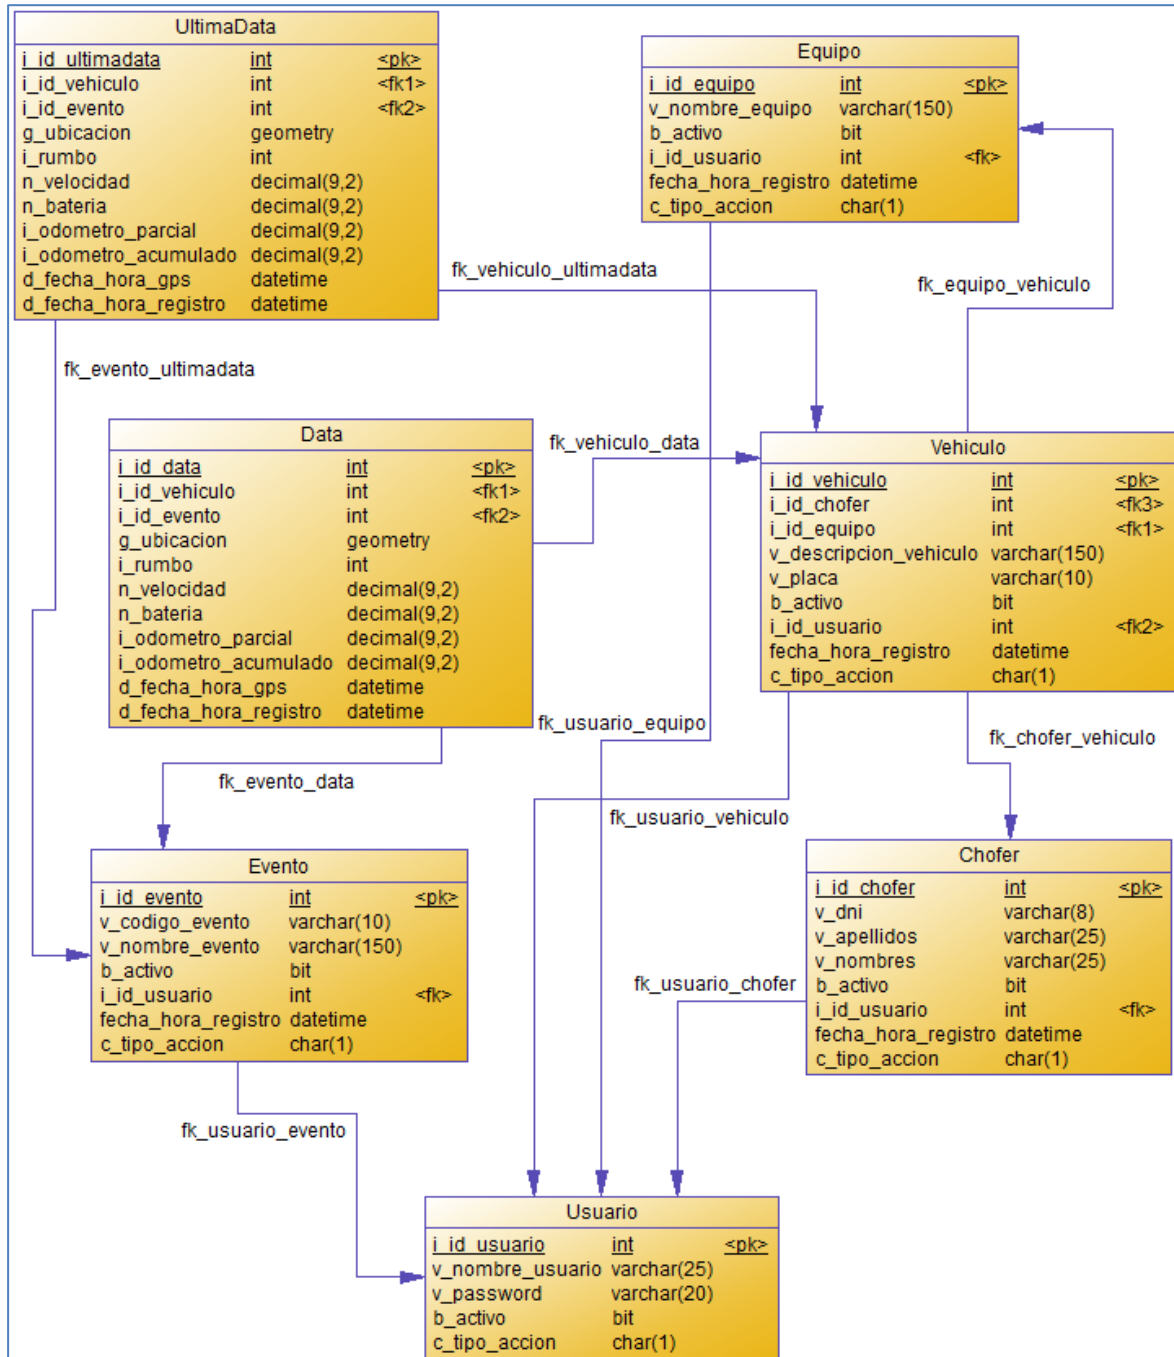 UltimaData
i_id_ultimadata int <pk>
i_id_vehiculo int <fk1>
i_id_evento int <fk2>
g_ubicacion geometry
i_rumbo int
n_velocidad decimal(9,2)
n_bateria decimal(9,2)
i_odometro_parcial decimal(9,2)
i_odometro_acumulado decimal(9,2)
d_fecha_hora_gps datetime
d_fecha_hora_registro datetime
Equipo
i_id_equipo int <pk>
v_nombre_equipo varchar(150)
b_activo bit
i_id_usuario int <fk>
fecha_hora_registro datetime
c_tipo_accion char(1)
fk_vehiculo_ultimadata
fk_equipo_vehiculo
fk_evento_ultimadata
Data
i_id_data int <pk>
i_id_vehiculo int <fk1>
i_id_evento int <fk2>
g_ubicacion geometry
i_rumbo int
n_velocidad decimal(9,2)
n_bateria decimal(9,2)
i_odometro_parcial decimal(9,2)
i_odometro_acumulado decimal(9,2)
d_fecha_hora_gps datetime
d_fecha_hora_registro datetime
fk_vehiculo_data
Vehiculo
i_id_vehiculo int <pk>
i_id_chofer int <fk3>
i_id_equipo int <fk1>
v_descripcion_vehiculo varchar(150)
v_placa varchar(10)
b_activo bit
i_id_usuario int <fk2>
fecha_hora_registro datetime
c_tipo_accion char(1)
fk_usuario_equipo
fk_chofer_vehiculo
fk_evento_data
fk_usuario_vehiculo
Evento
i_id_evento int <pk>
v_codigo_evento varchar(10)
v_nombre_evento varchar(150)
b_activo bit
i_id_usuario int <fk>
fecha_hora_registro datetime
c_tipo_accion char(1)
Chofer
i_id_chofer int <pk>
v_dni varchar(8)
v_apellidos varchar(25)
v_nombres varchar(25)
b_activo bit
i_id_usuario int <fk>
fecha_hora_registro datetime
c_tipo_accion char(1)
fk_usuario_chofer
fk_usuario_evento
Usuario
i_id_usuario int <pk>
v_nombre_usuario varchar(25)
v_password varchar(20)
b_activo bit
c_tipo_accion char(1)